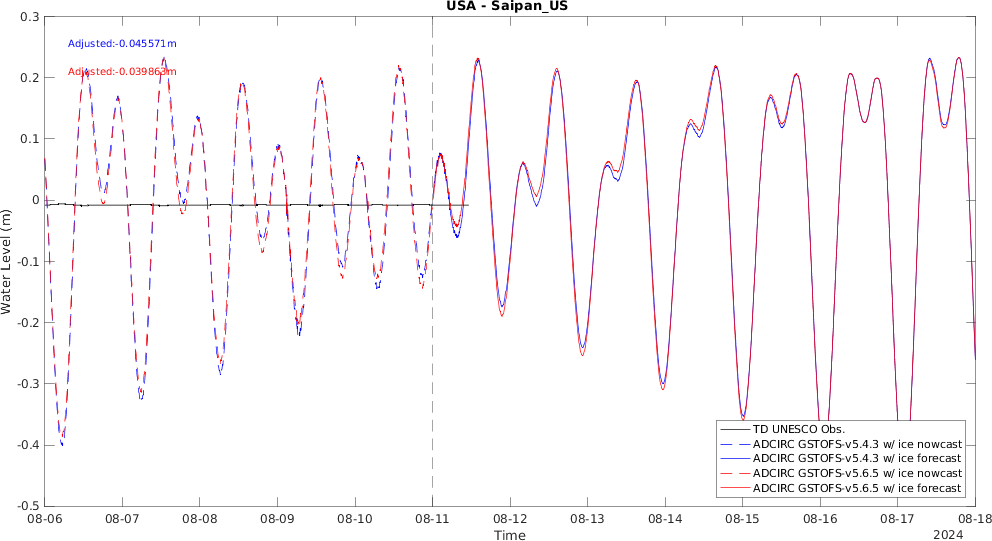 USA - Saipan_US
Adjusted:-0.045571m
Adjusted:-0.039863m
0.3
0.2
0.1
0
-0.1
-0.2
-0.3
-0.4
-0.5
Water Level (m)
TD UNESCO Obs.
ADCIRC GSTOFS-v5.4.3 w/ ice nowcast
ADCIRC GSTOFS-v5.4.3 w/ ice forecast
ADCIRC GSTOFS-v5.6.5 w/ ice nowcast
ADCIRC GSTOFS-v5.6.5 w/ ice forecast
08-06 08-07 08-08 08-09 08-10 08-11 08-12 08-13 08-14 08-15 08-16 08-17 08-18
Time
2024